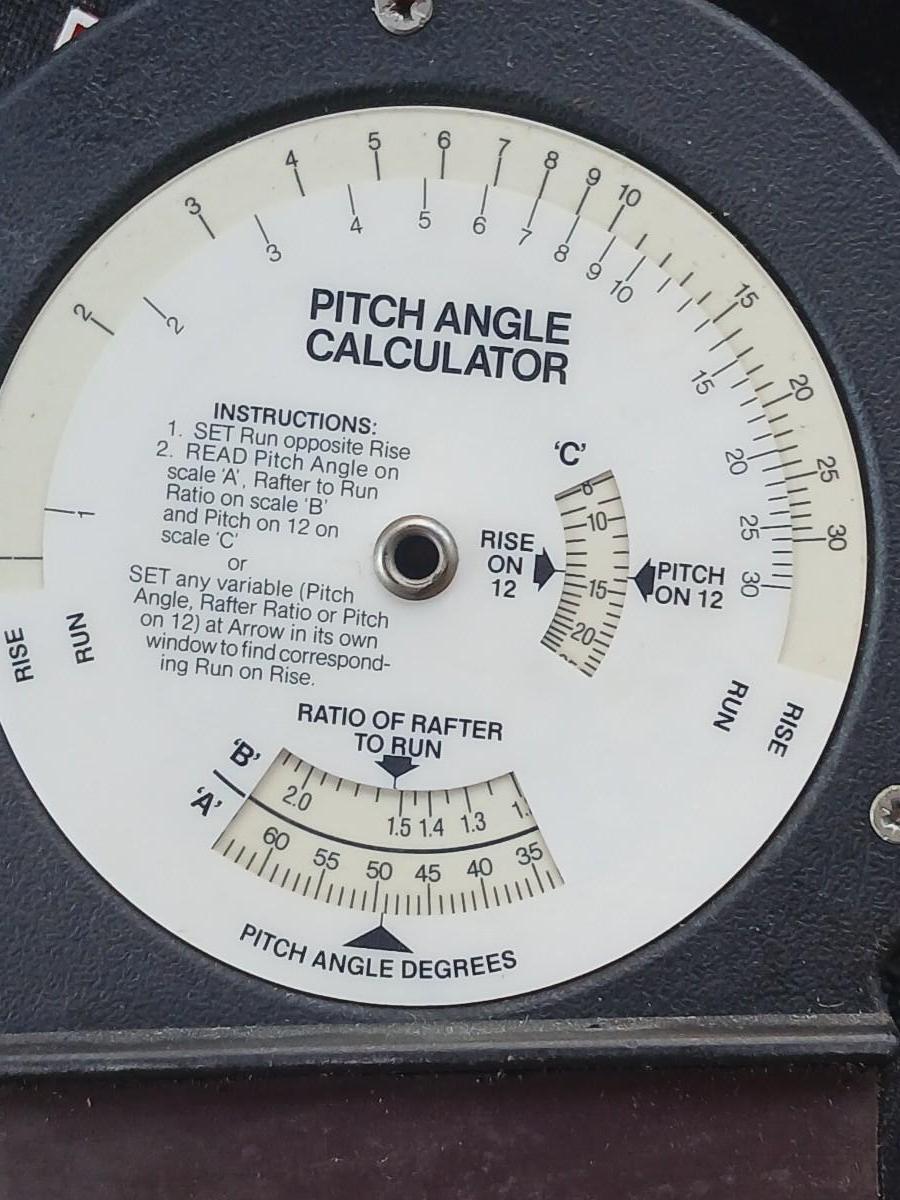 3 4 5 6 7 8 9 10 15 20 25 30
2
1 2 3 4 5 6 7 8 9 10 15 20 25 30
PITCH ANGLE
CALCULATOR
INSTRUCTIONS:
1. SET Run opposite Rise
2. READ Pitch Angle on
scale 'A', Rafter to Run
Ratio on scale 'B'
and Pitch on 12 on
scale 'C'
or
SET any variable (Pitch
Angle, Rafter Ratio or Pitch
on 12) at Arrow in its own
window to find correspond-
ing Run on Rise.
'C'
8
10
15
20
RISE
ON
12
PITCH
ON 12
RISE
RUN
RUN
RISE
RATIO OF RAFTER
TO RUN
'B'
2.0 1.5 1.4 1.3 1.
'A'
60 55 50 45 40 35
PITCH ANGLE DEGREES